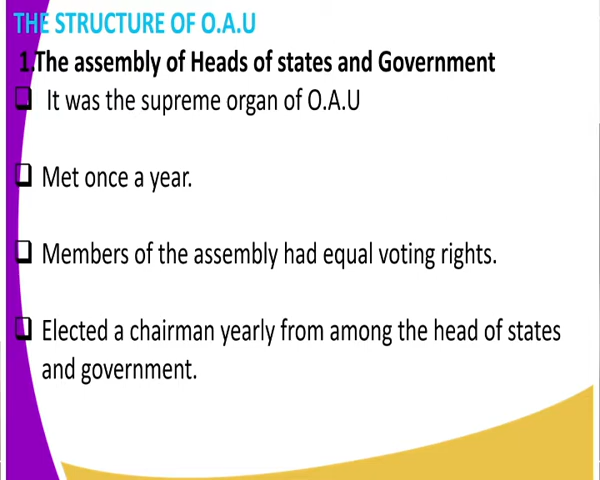 THE STRUCTURE OF O.A.U
1.The assembly of Heads of states and Government
It was the supreme organ of O.A.U
Met once a year.
Members of the assembly had equal voting rights.
Elected a chairman yearly from among the head of states
and government.